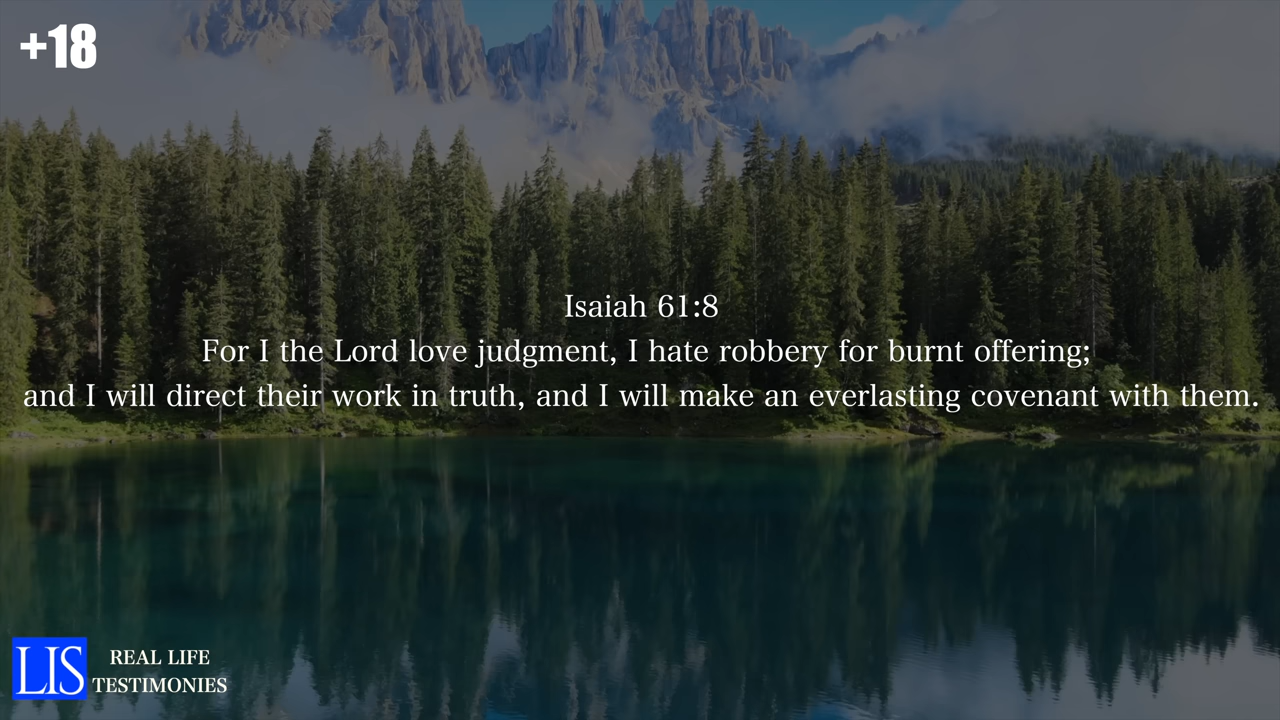 +18
Isaiah 61:8
For I the Lord love judgment, I hate robbery for burnt offering;
and I will direct their work in truth, and I will make an everlasting covenant with them.
LIS
REAL LIFE
TESTIMONIES